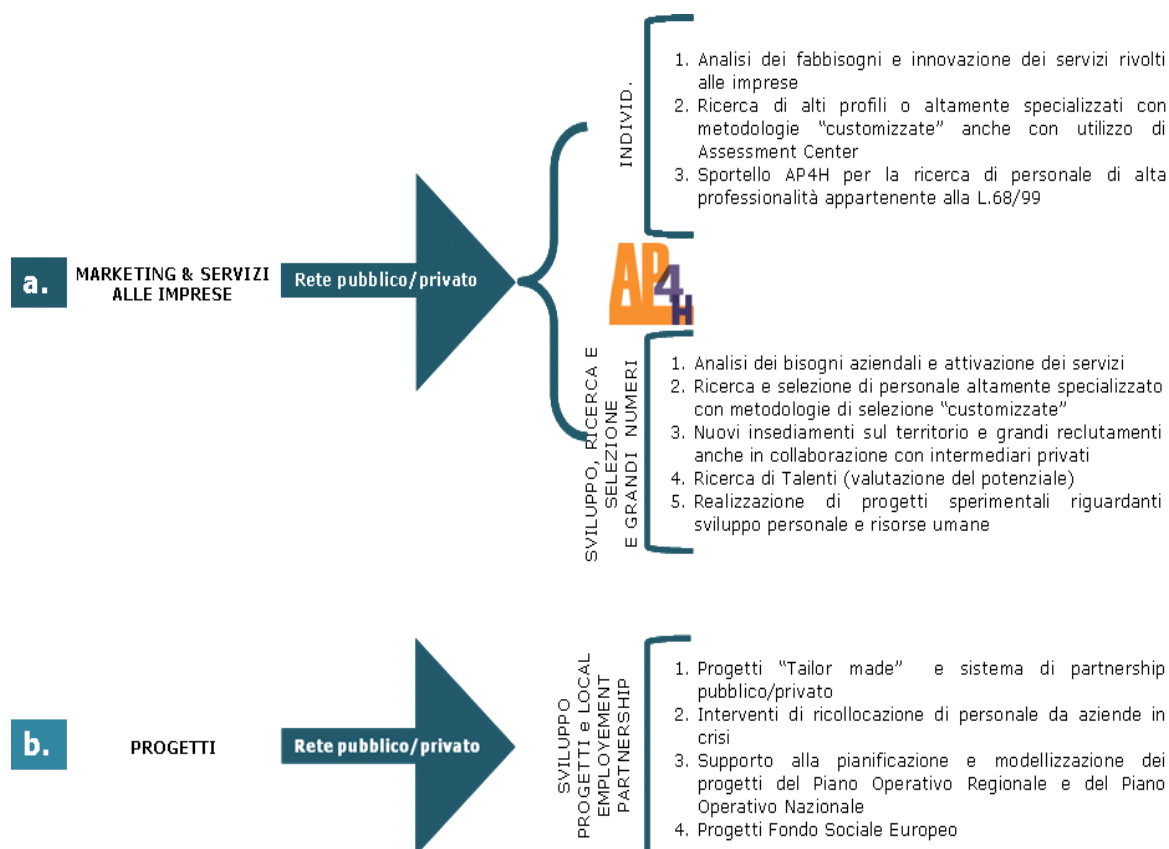 a.
MARKETING & SERVIZI
ALLE IMPRESE
Rete pubblico/privato
INDIVID.
1. Analisi dei fabbisogni e innovazione dei servizi rivolti
alle imprese
2. Ricerca di alti profili o altamente specializzati con
metodologie “customizzate” anche con utilizzo di
Assessment Center
3. Sportello AP4H per la ricerca di personale di alta
professionalità appartenente alla L.68/99
AP4H
SVILUPPO, RICERCA E
SELEZIONE
E GRANDI NUMERI
1. Analisi dei bisogni aziendali e attivazione dei servizi
2. Ricerca e selezione di personale altamente specializzato
con metodologie di selezione “customizzate”
3. Nuovi insediamenti sul territorio e grandi reclutamenti
anche in collaborazione con intermediari privati
4. Ricerca di Talenti (valutazione del potenziale)
5. Realizzazione di progetti sperimentali riguardanti
sviluppo personale e risorse umane
b.
PROGETTI
Rete pubblico/privato
SVILUPPO
PROGETTI e LOCAL
EMPLOYEMENT
PARTNERSHIP
1. Progetti “Tailor made” e sistema di partnership
pubblico/privato
2. Interventi di ricollocazione di personale da aziende in
crisi
3. Supporto alla pianificazione e modellizzazione dei
progetti del Piano Operativo Regionale e del Piano
Operativo Nazionale
4. Progetti Fondo Sociale Europeo